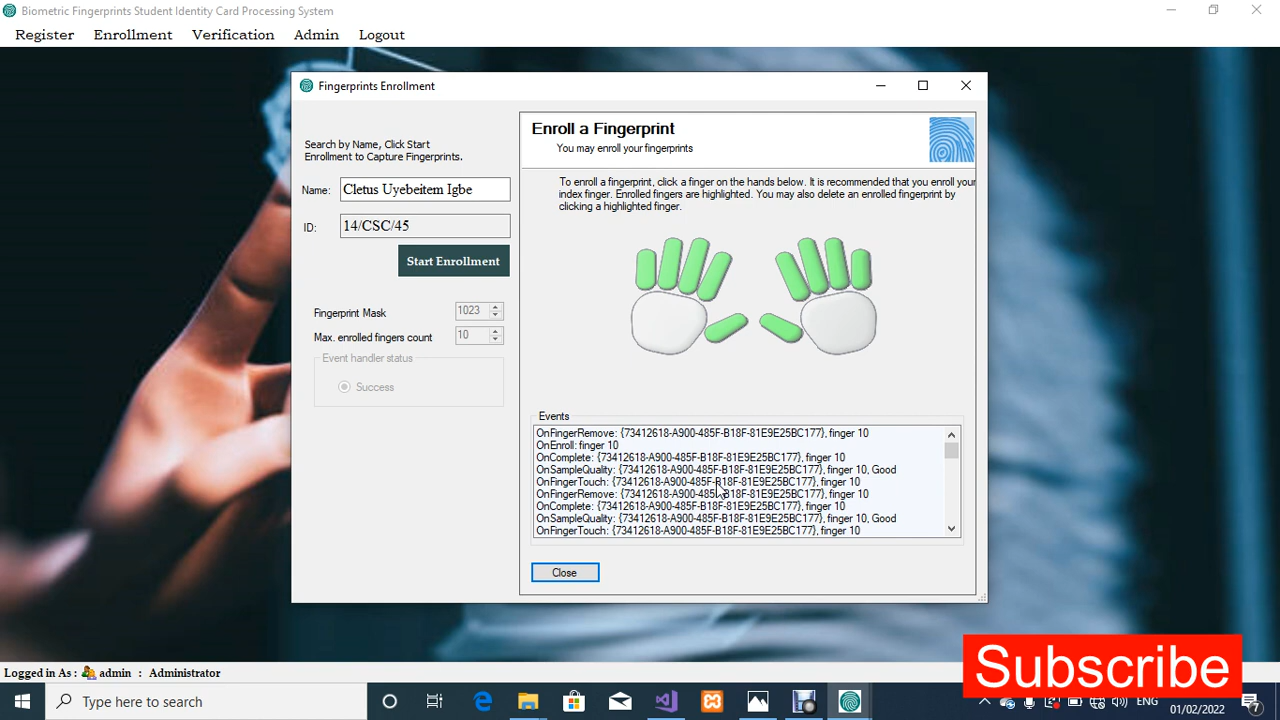 Biometric Fingerprints Student Identity Card Processing System
Register Enrollment Verification Admin Logout
Fingerprints Enrollment
Search by Name, Click Start
Enrollment to Capture Fingerprints.
Name: Cletus Uyebeitem Igbe
ID: 14/CSC/45
Start Enrollment
Fingerprint Mask 1023
Max. enrolled fingers count 10
Event handler status
Success
Enroll a Fingerprint
You may enroll your fingerprints
To enroll a fingerprint, click a finger on the hands below. It is recommended that you enroll your
index finger. Enrolled fingers are highlighted. You may also delete an enrolled fingerprint by
clicking a highlighted finger.
Events
OnFingerRemove: {73412618-A900-485F-B18F-81E9E25BC177}, finger 10
OnEnroll: finger 10
OnComplete: {73412618-A900-485F-B18F-81E9E25BC177}, finger 10
OnSampleQuality: {73412618-A900-485F-B18F-81E9E25BC177}, finger 10, Good
OnFingerTouch: {73412618-A900-485F-B18F-81E9E25BC177}, finger 10
OnFingerRemove: {73412618-A900-485F-B18F-81E9E25BC177}, finger 10
OnComplete: {73412618-A900-485F-B18F-81E9E25BC177}, finger 10
OnSampleQuality: {73412618-A900-485F-B18F-81E9E25BC177}, finger 10, Good
OnFingerTouch: {73412618-A900-485F-B18F-81E9E25BC177}, finger 10
Close
Logged in As : admin : Administrator
Subscribe
Type here to search
ENG
01/02/2022
7